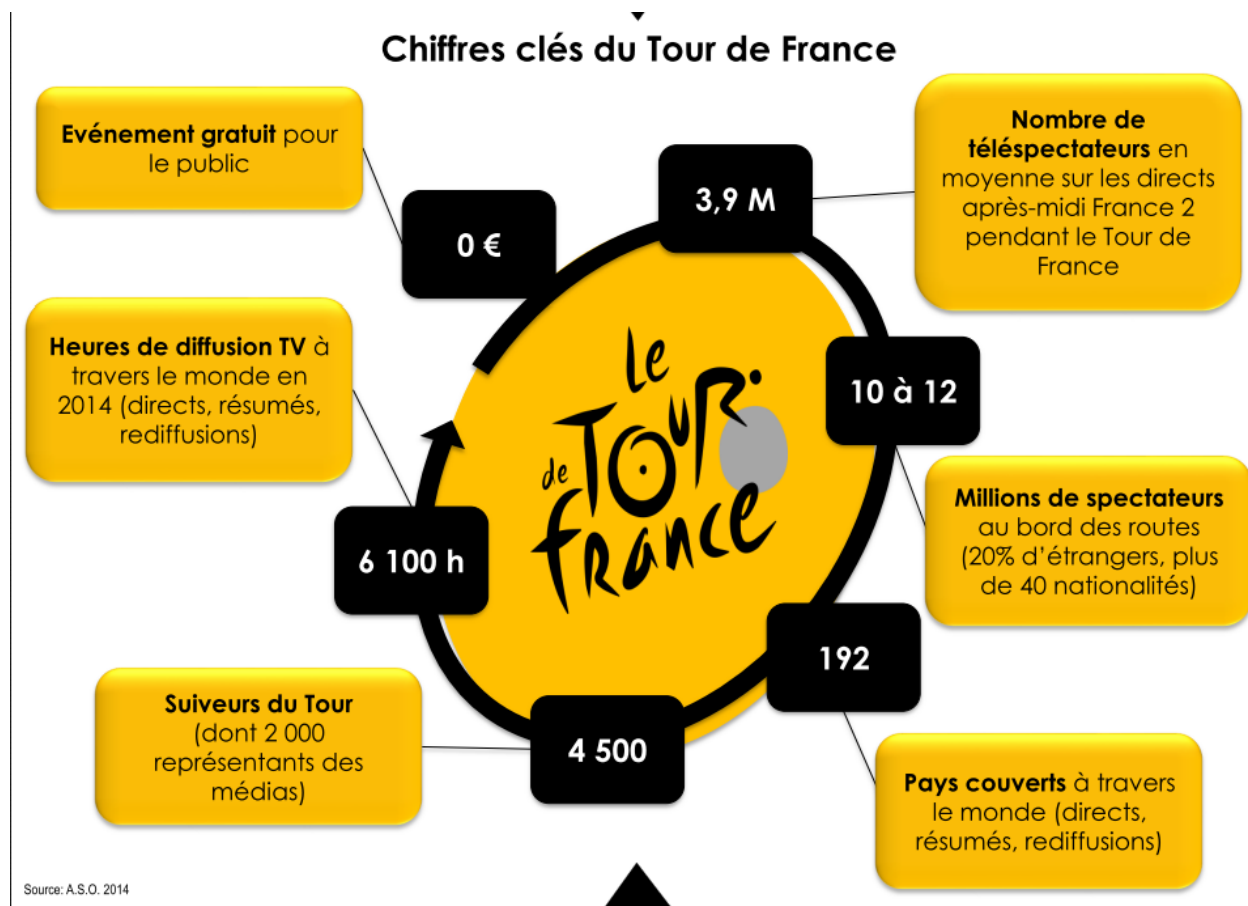 Chiffres clés du Tour de France
Evénement gratuit pour
le public
0 €
3,9 M
Nombre de
téléspectateurs en
moyenne sur les directs
après-midi France 2
pendant le Tour de
France
Heures de diffusion TV à
travers le monde en
2014 (directs, résumés,
rediffusions)
6 100 h
Le
de TOUR
france
10 à 12
Millions de spectateurs
au bord des routes
(20% d'étrangers, plus
de 40 nationalités)
192
Pays couverts à travers
le monde (directs,
résumés, rediffusions)
Suiveurs du Tour
(dont 2 000
représentants des
médias)
4 500
Source: A.S.O. 2014